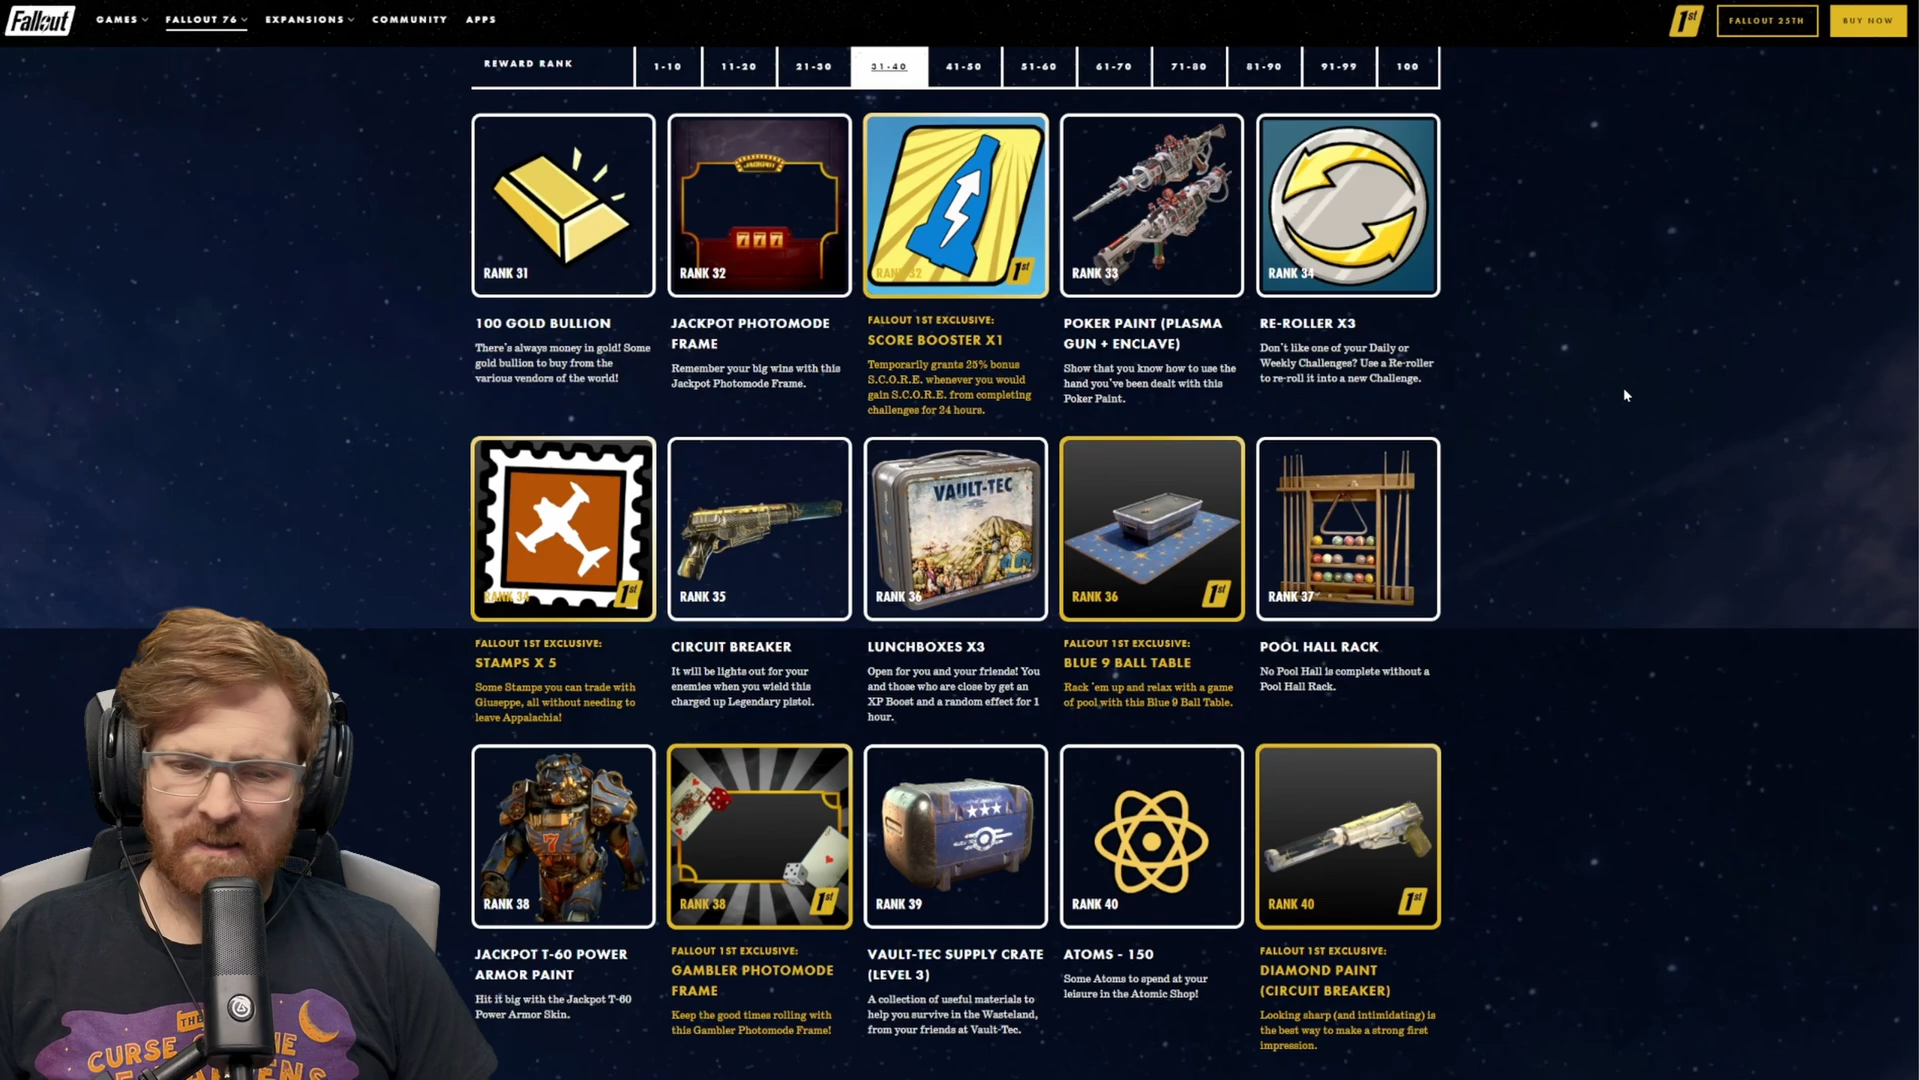 Fallout
GAMES
FALLOUT 76
EXPANSIONS
COMMUNITY
APPS
1st
FALLOUT 25TH
BUY NOW
REWARD RANK
1-10
11-20
21-30
31-40
41-50
51-60
61-70
71-80
81-90
91-99
100
JACKPOT
777
RANK 31
RANK 32
RANK 32
1st
RANK 33
RANK 34
100 GOLD BULLION
There's always money in gold! Some
gold bullion to buy from the
various vendors of the world!
JACKPOT PHOTOMODE
FRAME
Remember your big wins with this
Jackpot Photomode Frame.
FALLOUT 1ST EXCLUSIVE:
SCORE BOOSTER X1
Temporarily grants 25% bonus
S.C.O.R.E. whenever you would
gain S.C.O.R.E. from completing
challenges for 24 hours.
POKER PAINT (PLASMA
GUN + ENCLAVE)
Show that you know how to use the
hand you've been dealt with this
Poker Paint.
RE-ROLLER X3
Don't like one of your Daily or
Weekly Challenges? Use a Re-roller
to re-roll it into a new Challenge.
VAULT-TEC
RANK 34
1st
RANK 35
RANK 36
RANK 36
1st
RANK 37
FALLOUT 1ST EXCLUSIVE:
STAMPS X 5
Some Stamps you can trade with
Giuseppe, all without needing to
leave Appalachia!
CIRCUIT BREAKER
It will be lights out for your
enemies when you wield this
charged up Legendary pistol.
LUNCHBOXES X3
Open for you and your friends! You
and those who are close by get an
XP Boost and a random effect for 1
hour.
FALLOUT 1ST EXCLUSIVE:
BLUE 9 BALL TABLE
Rack 'em up and relax with a game
of pool with this Blue 9 Ball Table.
POOL HALL RACK
No Pool Hall is complete without a
Pool Hall Rack.
7
RANK 38
RANK 38
1st
RANK 39
RANK 40
RANK 40
1st
JACKPOT T-60 POWER
ARMOR PAINT
Hit it big with the Jackpot T-60
Power Armor Skin.
FALLOUT 1ST EXCLUSIVE:
GAMBLER PHOTOMODE
FRAME
Keep the good times rolling with
this Gambler Photomode Frame!
VAULT-TEC SUPPLY CRATE
(LEVEL 3)
A collection of useful materials to
help you survive in the Wasteland,
from your friends at Vault-Tec.
ATOMS - 150
Some Atoms to spend at your
leisure in the Atomic Shop!
FALLOUT 1ST EXCLUSIVE:
DIAMOND PAINT
(CIRCUIT BREAKER)
Looking sharp (and intimidating) is
the best way to make a strong first
impression.
THE
CURSE